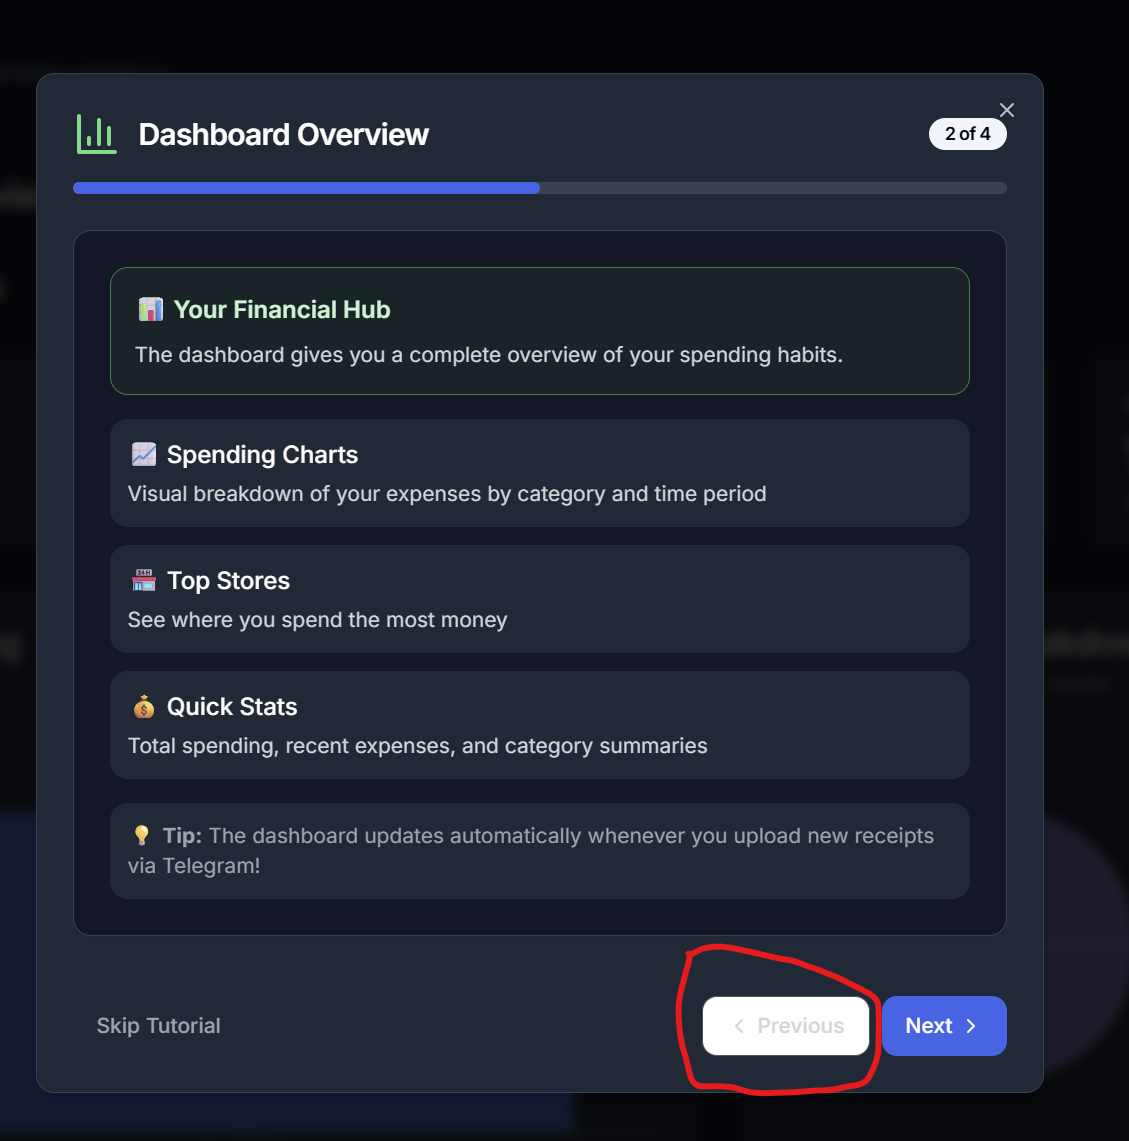 Dashboard Overview
2 of 4
Your Financial Hub
The dashboard gives you a complete overview of your spending habits.
Spending Charts
Visual breakdown of your expenses by category and time period
Top Stores
See where you spend the most money
Quick Stats
Total spending, recent expenses, and category summaries
Tip: The dashboard updates automatically whenever you upload new receipts
via Telegram!
Skip Tutorial
Previous
Next